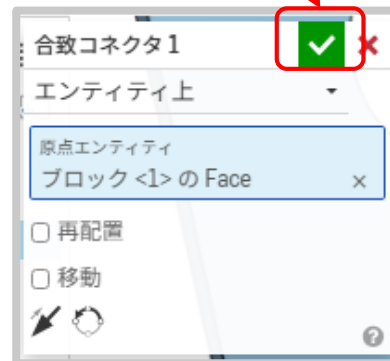 合致コネクタ 1
エンティティ上
原点エンティティ
ブロック <1> の Face
再配置
移動